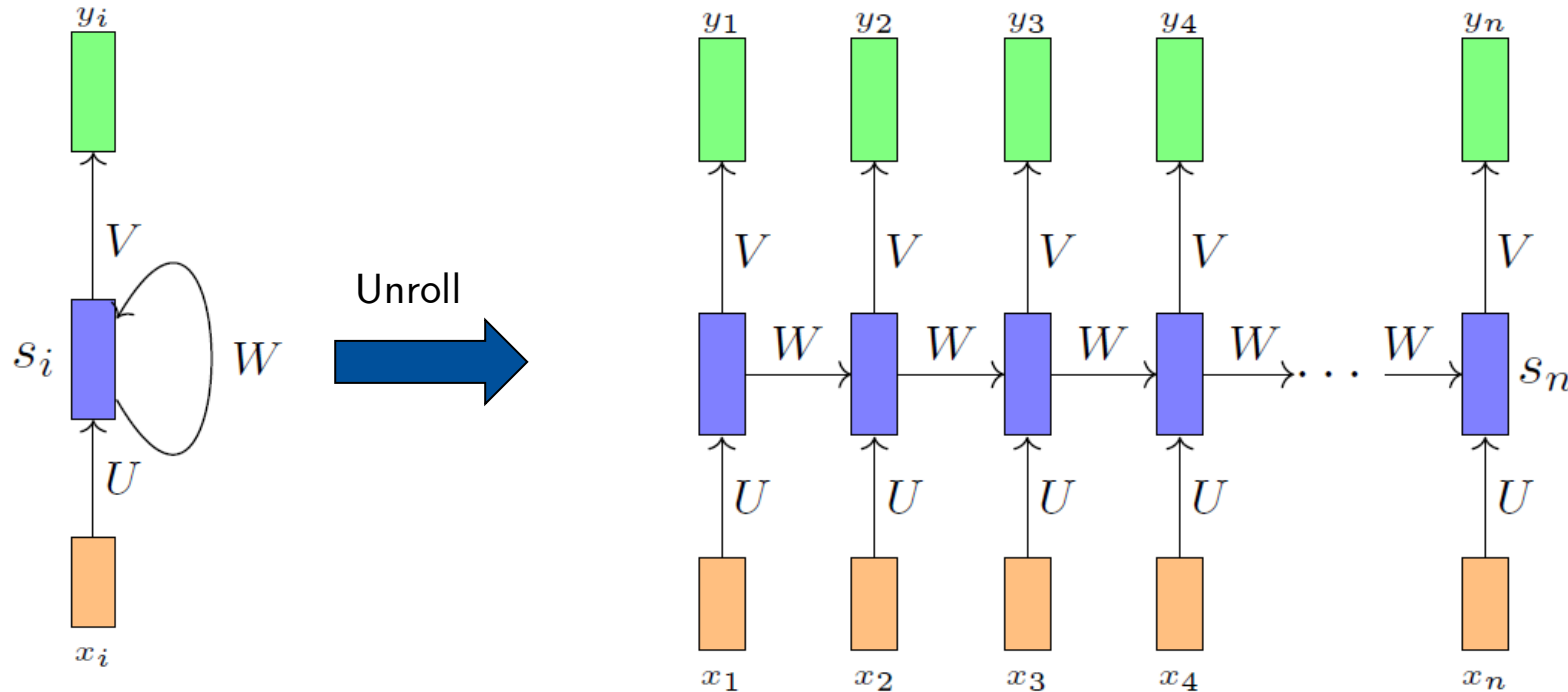 y_i
y_1 y_2 y_3 y_4 y_n
V
V V V V V
Unroll
s_i
W
W W W W ··· W
s_n
U
U U U U U
x_i
x_1 x_2 x_3 x_4 x_n